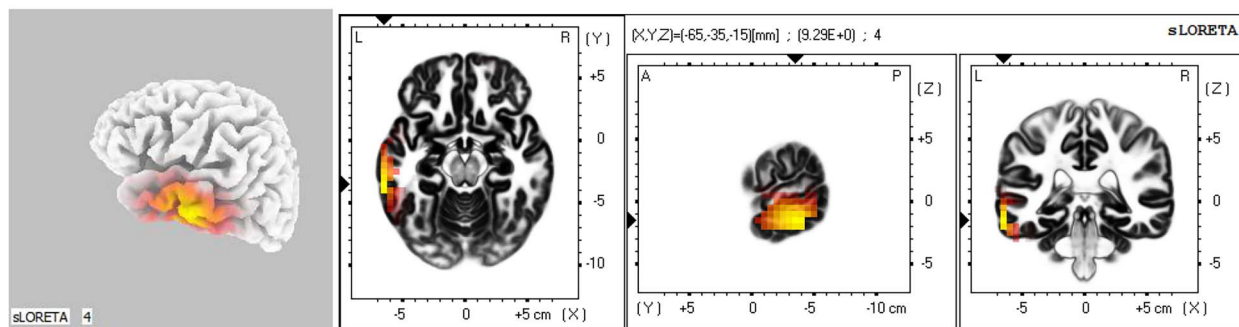 sLORETA 4
L R (Y)
+5
0
-5
-10
-5 0 +5 cm (X)
(X,Y,Z)=(-65,-35,-15)[mm] ; (9.29E+0) ; 4
sLORETA
A P (Z)
+5
0
-5
(Y) +5 0 -5 -10 cm
L R (Z)
+5
0
-5
-5 0 +5 cm (X)